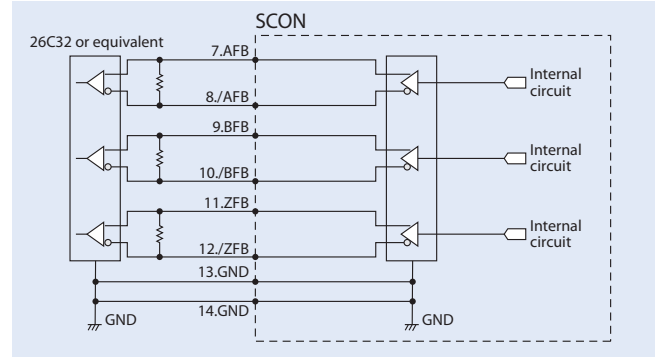 SCON
26C32 or equivalent
7.AFB
Internal
circuit
8./AFB
9.BFB
Internal
circuit
10./BFB
11.ZFB
Internal
circuit
12./ZFB
13.GND
14.GND
GND
GND